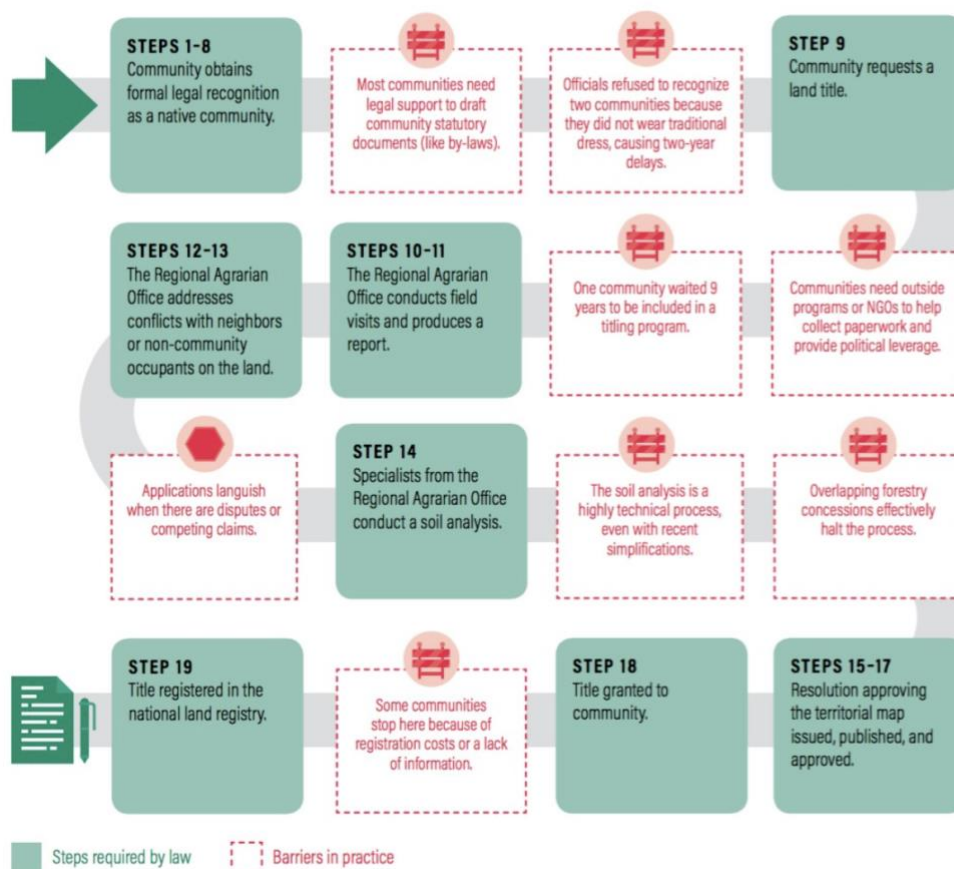 STEPS 1-8
Community obtains
formal legal recognition
as a native community.
Most communities need
legal support to draft
community statutory
documents (like by-laws).
Officials refused to recognize
two communities because
they did not wear traditional
dress, causing two-year
delays.
STEP 9
Community requests a
land title.
STEPS 12-13
The Regional Agrarian
Office addresses
conflicts with neighbors
or non-community
occupants on the land.
STEPS 10-11
The Regional Agrarian
Office conducts field
visits and produces a
report.
One community waited 9
years to be included in a
titling program.
Communities need outside
programs or NGOs to help
collect paperwork and
provide political leverage.
Applications languish
when there are disputes or
competing claims.
STEP 14
Specialists from the
Regional Agrarian Office
conduct a soil analysis.
The soil analysis is a
highly technical process,
even with recent
simplifications.
Overlapping forestry
concessions effectively
halt the process.
STEP 19
Title registered in the
national land registry.
Some communities
stop here because of
registration costs or a lack
of information.
STEP 18
Title granted to
community.
STEPS 15-17
Resolution approving
the territorial map
issued, published, and
approved.
Steps required by law
Barriers in practice